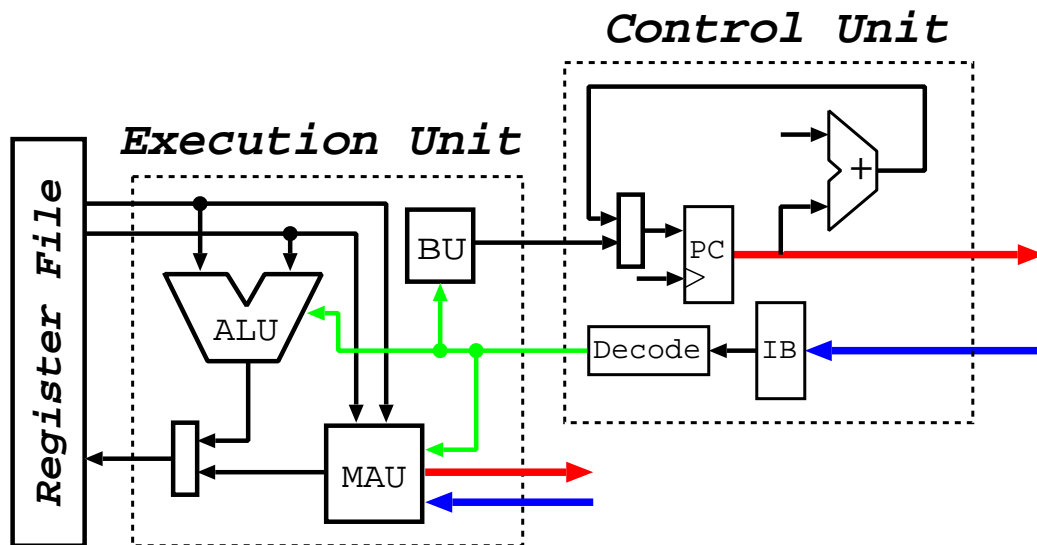 Control Unit
Execution Unit
Register File
+
BU
PC
ALU
Decode
IB
MAU